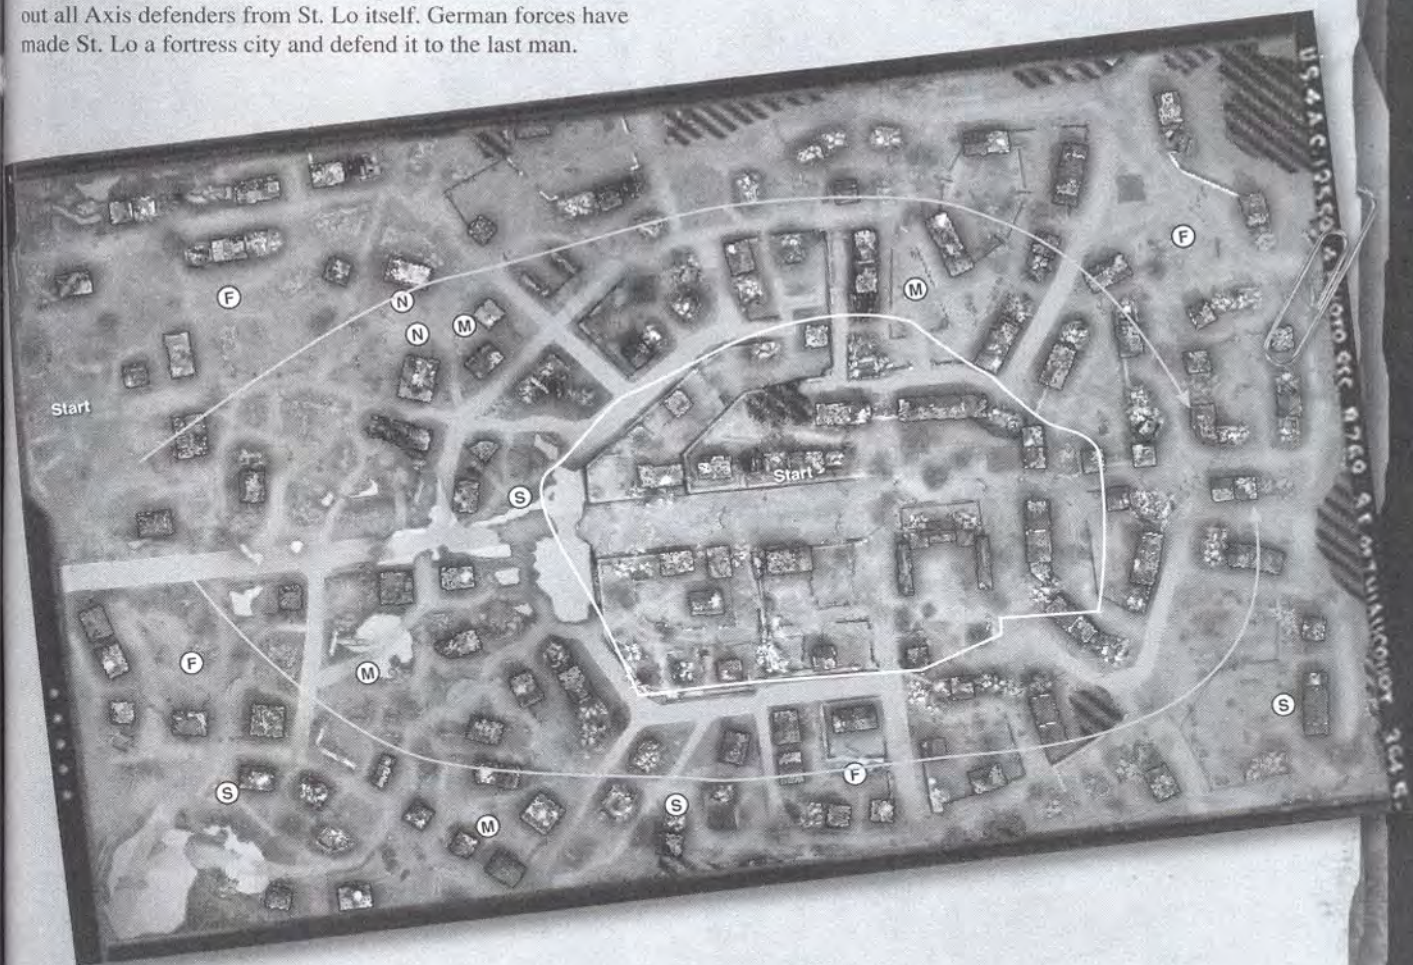 out all Axis defenders from St. Lo itself. German forces have
made St. Lo a fortress city and defend it to the last man.
F
F
N
M
N
M
Start
Start
S
F
M
S
S
F
S
M